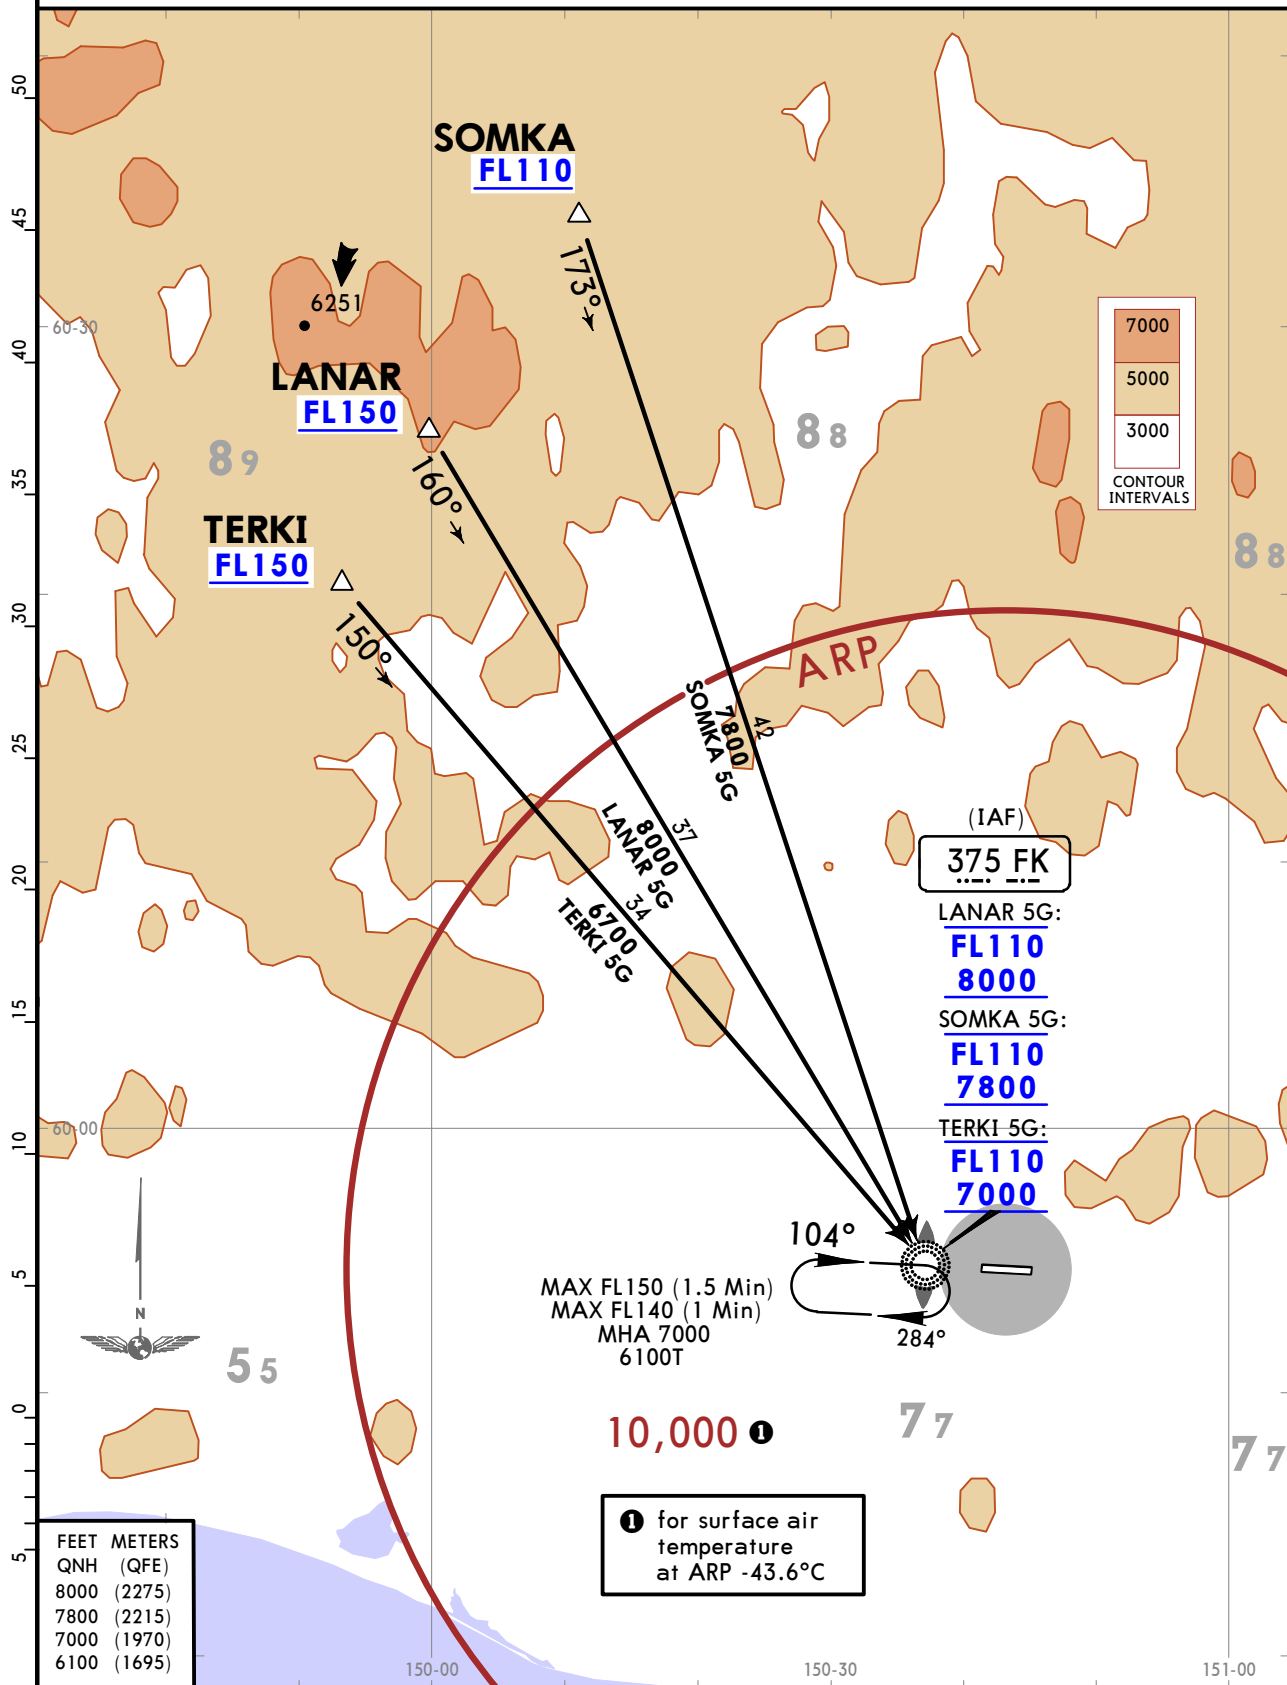 50
SOMKA
FL110
45
173°
6251
60-30
7000
40
LANAR
5000
FL150
3000
8 8
8 9
160°
CONTOUR
INTERVALS
35
TERKI
FL150
8 8
30
150°
ARP
7800
SOMKA 5G
42
25
8000
LANAR 5G
37
(IAF)
375 FK
20
6700
TERKI 5G
34
LANAR 5G:
FL110
8000
15
SOMKA 5G:
FL110
7800
10
60-00
TERKI 5G:
FL110
7000
104°
5
MAX FL150 (1.5 Min)
MAX FL140 (1 Min)
MHA 7000
6100T
284°
N
5 5
0
10,000 1
7 7
7 7
1 for surface air
temperature
at ARP -43.6°C
5
FEET METERS
QNH (QFE)
8000 (2275)
7800 (2215)
7000 (1970)
6100 (1695)
150-00
150-30
151-00